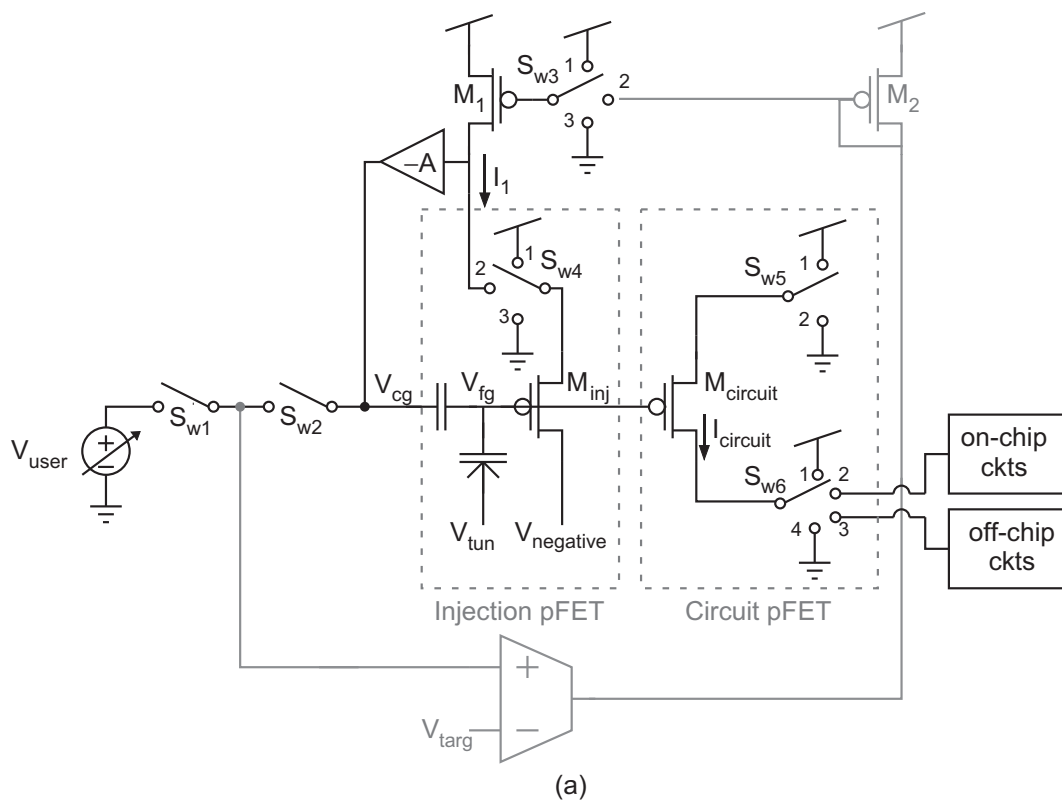 Sw3
1
2
3
M1
M2
–A
I1
1
2
Sw4
3
Sw5
1
2
Vcg
Vfg
Minj
Mcircuit
Sw1
Sw2
Vuser
+
−
Icircuit
Sw6
1
2
4
3
on-chip
ckts
off-chip
ckts
Vtun
Vnegative
Injection pFET
Circuit pFET
+
Vtarg
−
(a)